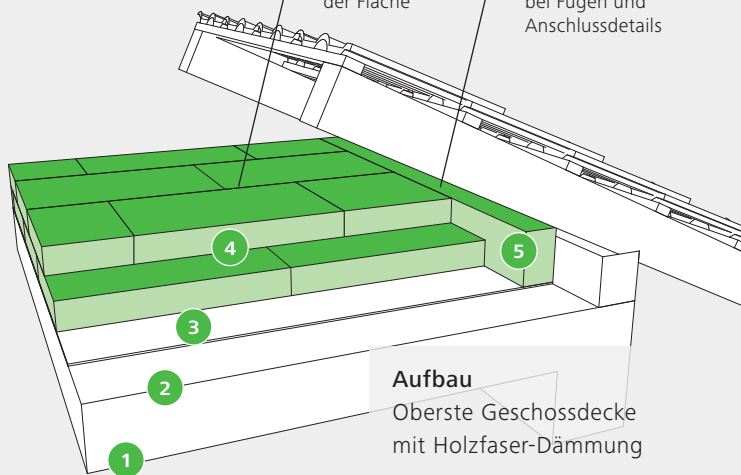 der Fläche
bei Fugen und
Anschlussdetails
4
5
3
2
1
Aufbau
Oberste Geschossdecke
mit Holzfaser-Dämmung